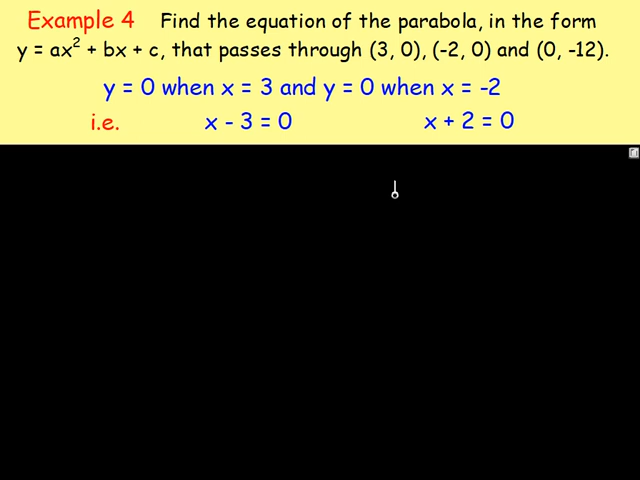 Example 4 Find the equation of the parabola, in the form
y = ax² + bx + c, that passes through (3, 0), (-2, 0) and (0, -12).
y = 0 when x = 3 and y = 0 when x = -2
i.e. x - 3 = 0 x + 2 = 0